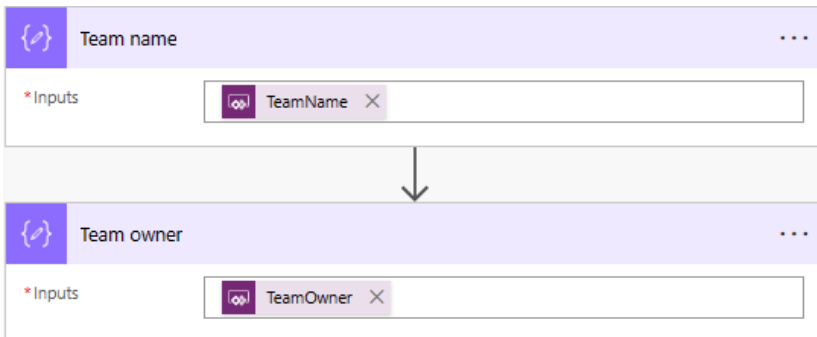 Team name
*Inputs
TeamName
Team owner
*Inputs
TeamOwner